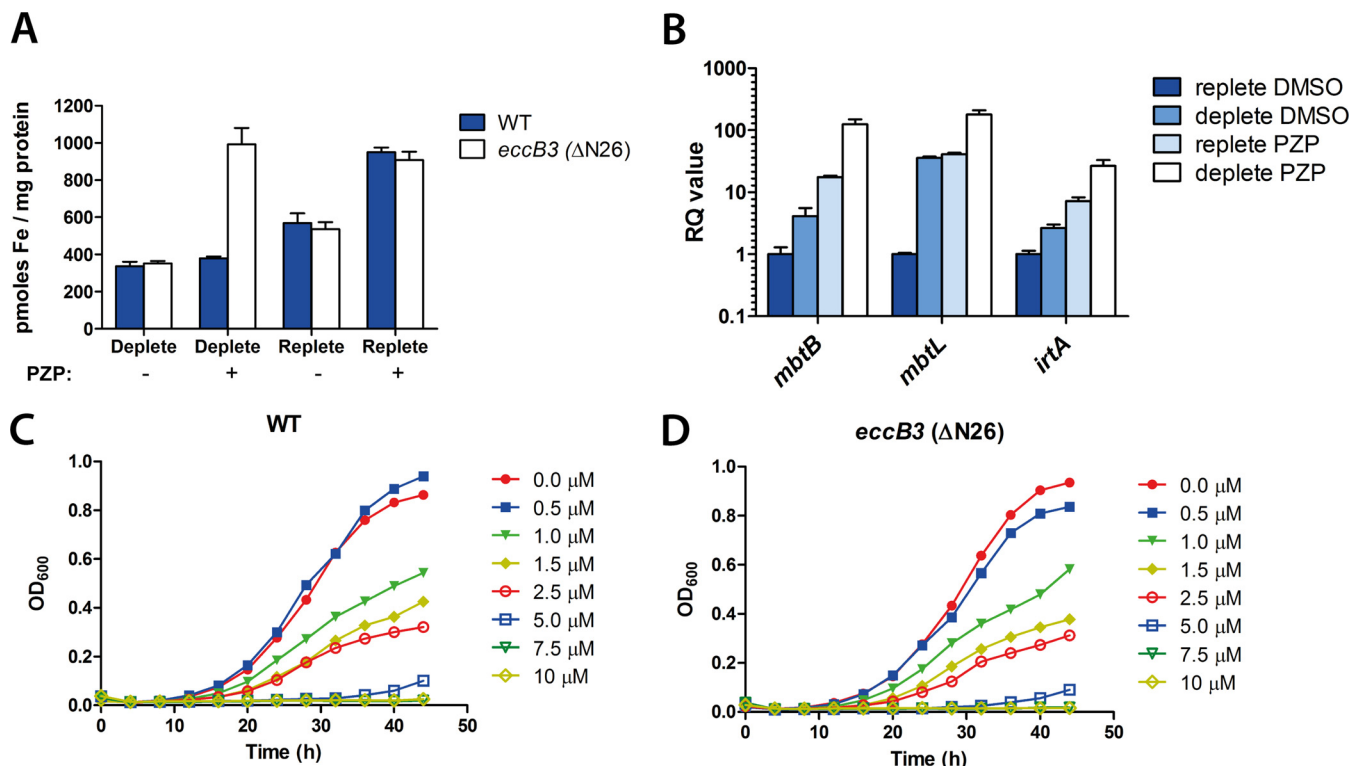 A
pmoles Fe / mg protein
1200
1000
800
600
400
200
0
Deplete Deplete Replete Replete
PZP: - + - +
WT
eccB3 (ΔN26)
B
RQ value
1000
100
10
1
0.1
mbtB mbtL irtA
replete DMSO
deplete DMSO
replete PZP
deplete PZP
C
WT
OD600
1.0
0.8
0.6
0.4
0.2
0.0
0 10 20 30 40 50
Time (h)
0.0 μM
0.5 μM
1.0 μM
1.5 μM
2.5 μM
5.0 μM
7.5 μM
10 μM
D
eccB3 (ΔN26)
OD600
1.0
0.8
0.6
0.4
0.2
0.0
0 10 20 30 40 50
Time (h)
0.0 μM
0.5 μM
1.0 μM
1.5 μM
2.5 μM
5.0 μM
7.5 μM
10 μM